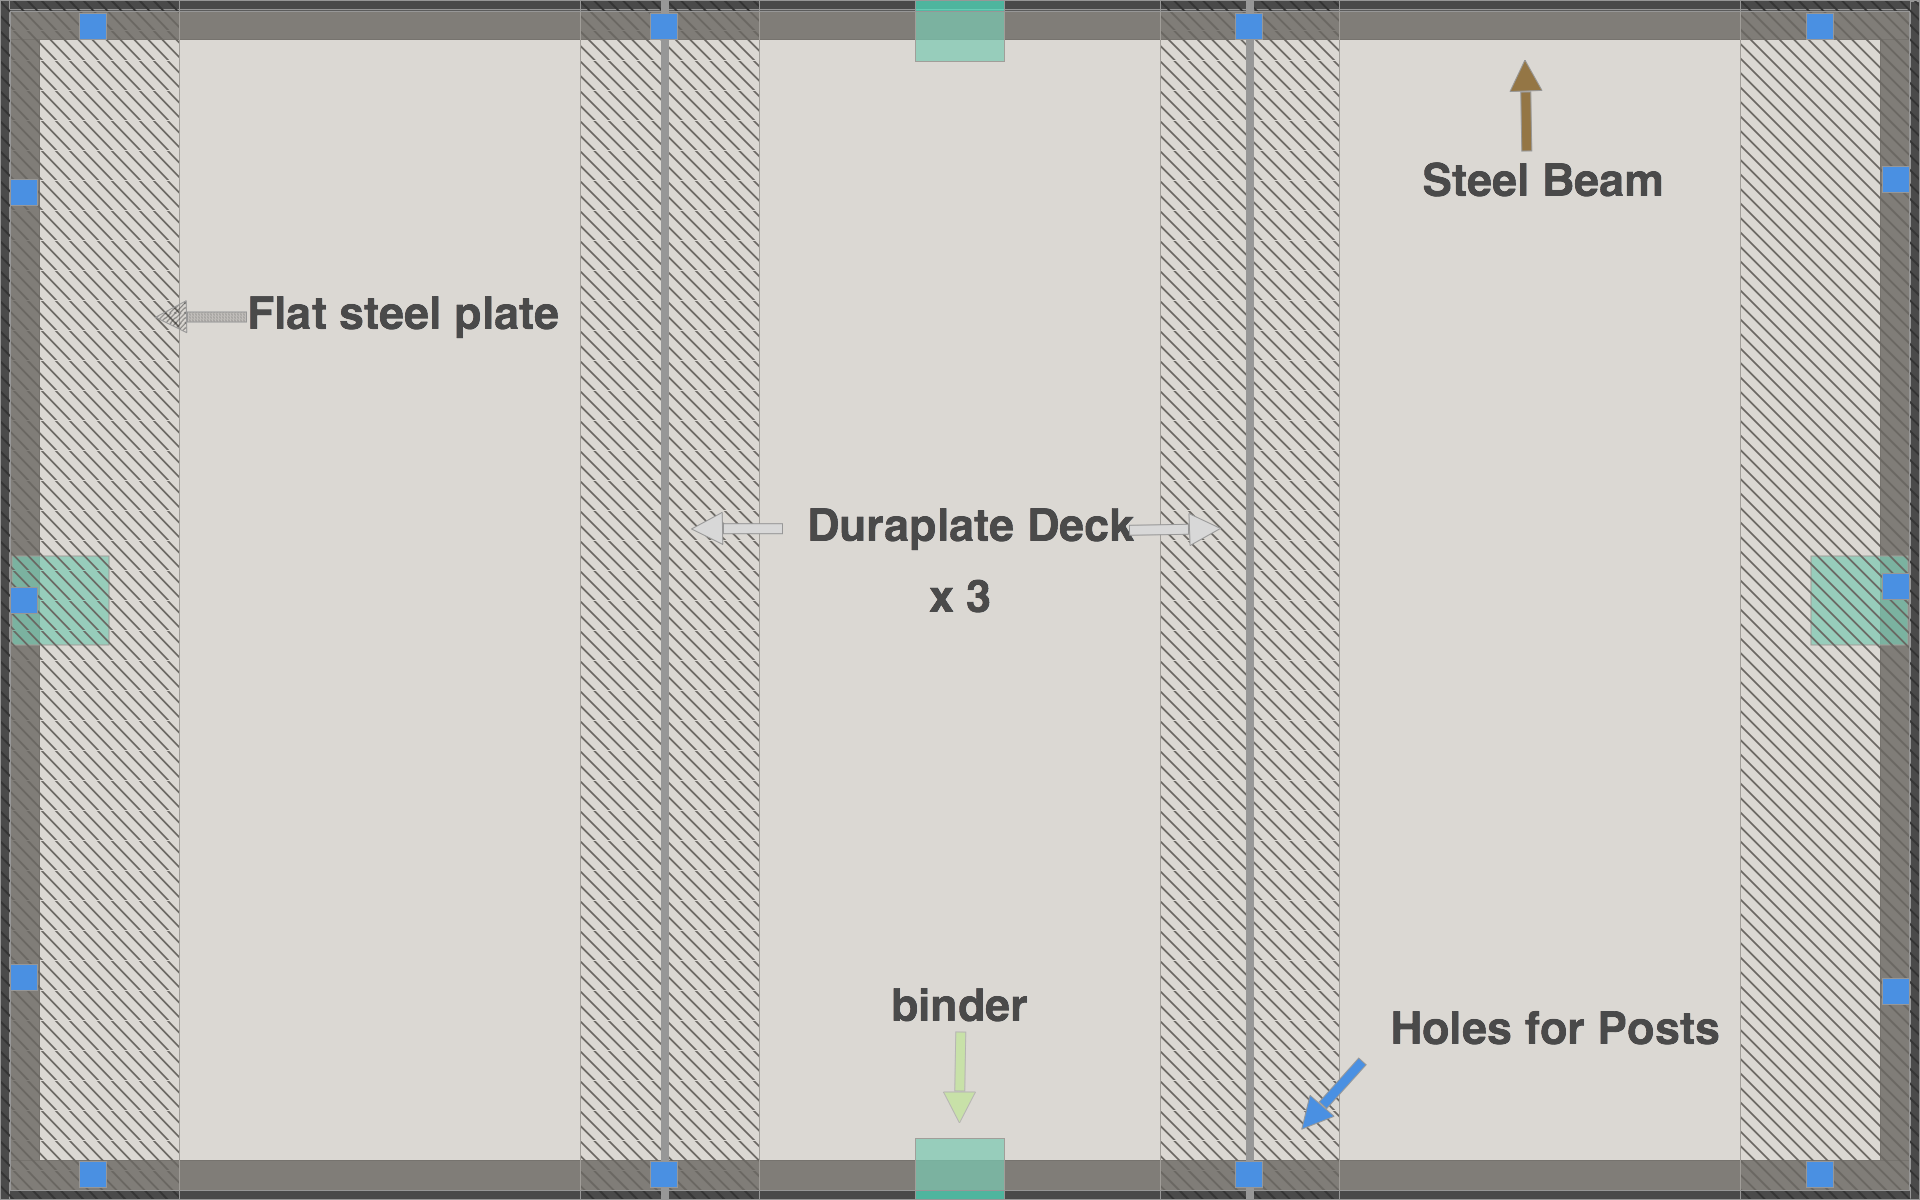 Steel Beam
Flat steel plate
Duraplate Deck
x 3
binder
Holes for Posts